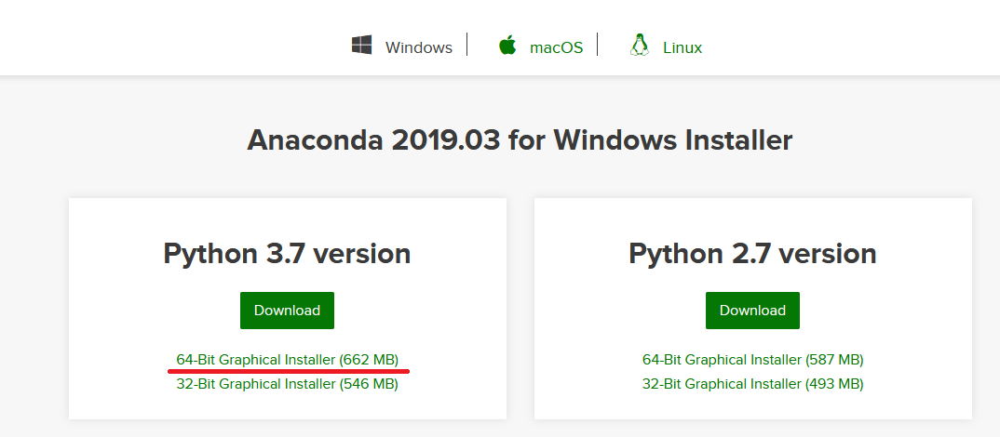 Windows macOS Linux
Anaconda 2019.03 for Windows Installer
Python 3.7 version
Download
64-Bit Graphical Installer (662 MB)
32-Bit Graphical Installer (546 MB)
Python 2.7 version
Download
64-Bit Graphical Installer (587 MB)
32-Bit Graphical Installer (493 MB)